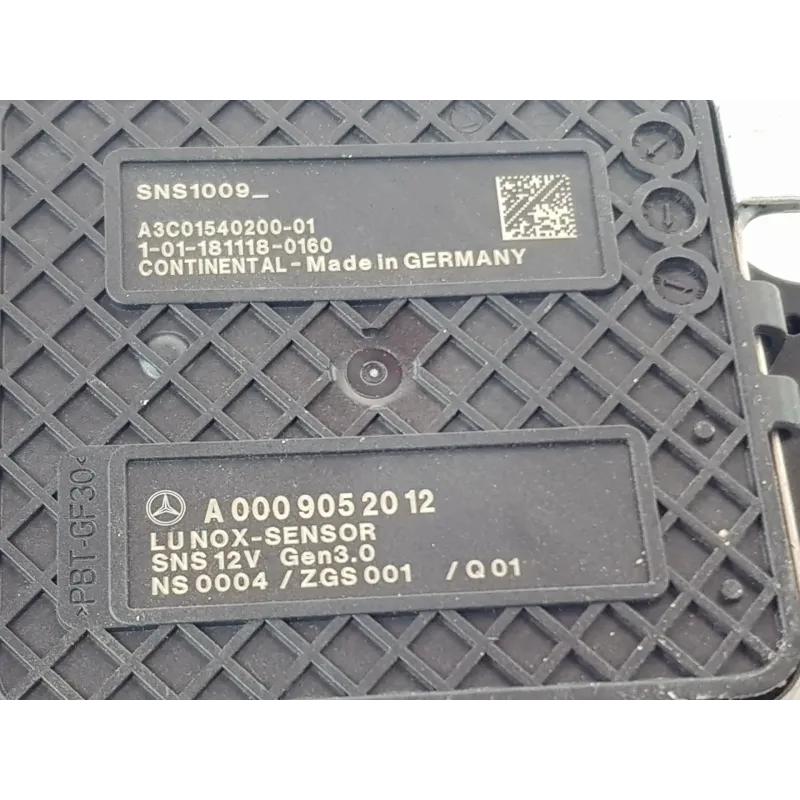 SNS1009_
A3C01540200-01
1-01-181118-0160
CONTINENTAL - Made in GERMANY
A 000 905 20 12
LU NOX-SENSOR
SNS 12V Gen3.0
NS 0004 / ZGS 001 / Q 01
>PBT-GF30<